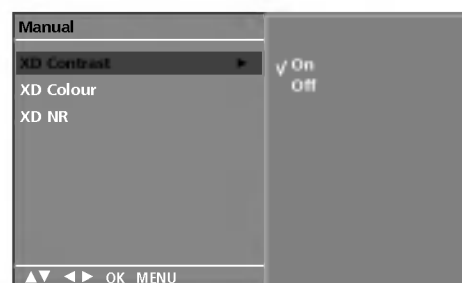 Manual
XD Contrast ►
XD Colour
XD NR
√ On
Off
▲▼ ◄► OK MENU